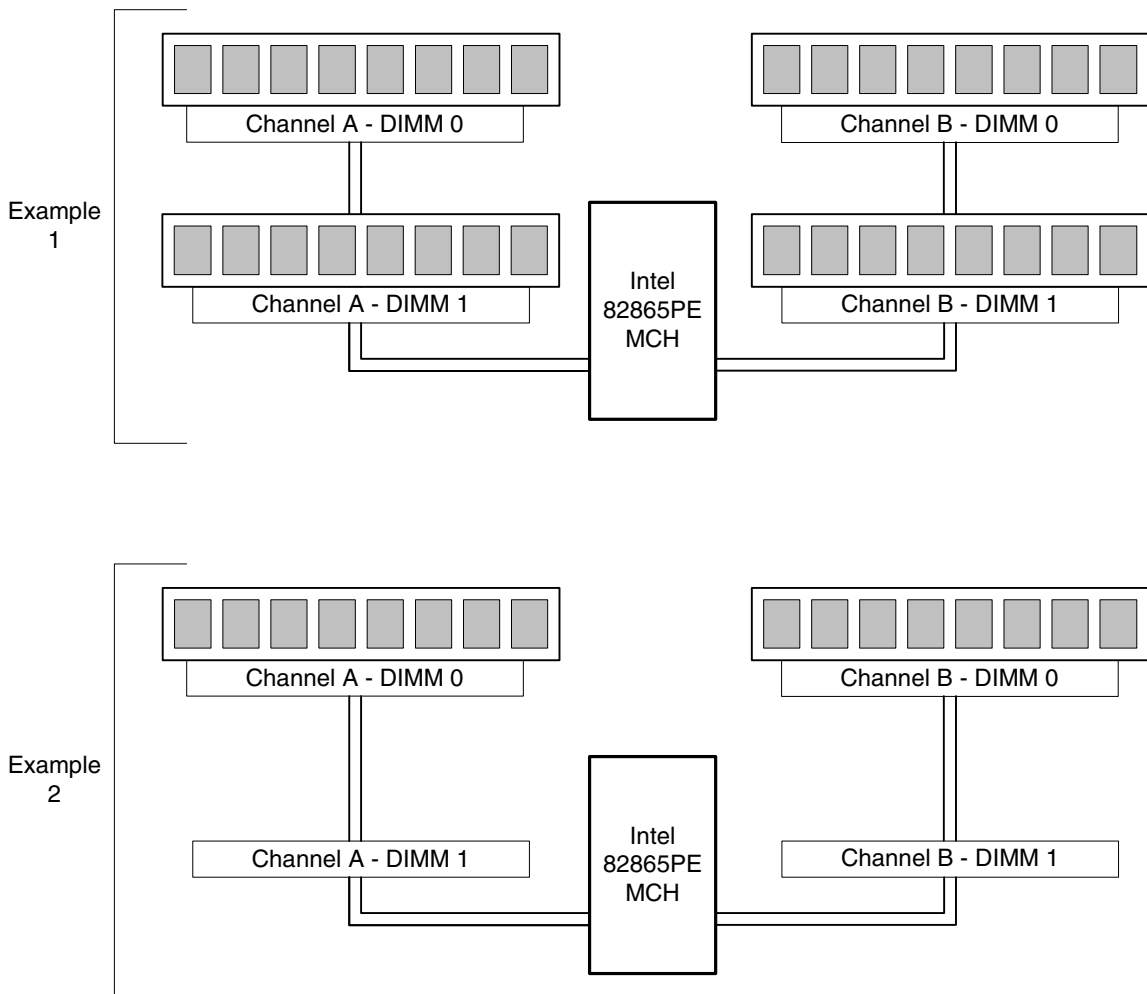 Channel A - DIMM 0
Channel B - DIMM 0
Example
1
Intel
82865PE
MCH
Channel A - DIMM 1
Channel B - DIMM 1
Channel A - DIMM 0
Channel B - DIMM 0
Example
2
Intel
82865PE
MCH
Channel A - DIMM 1
Channel B - DIMM 1